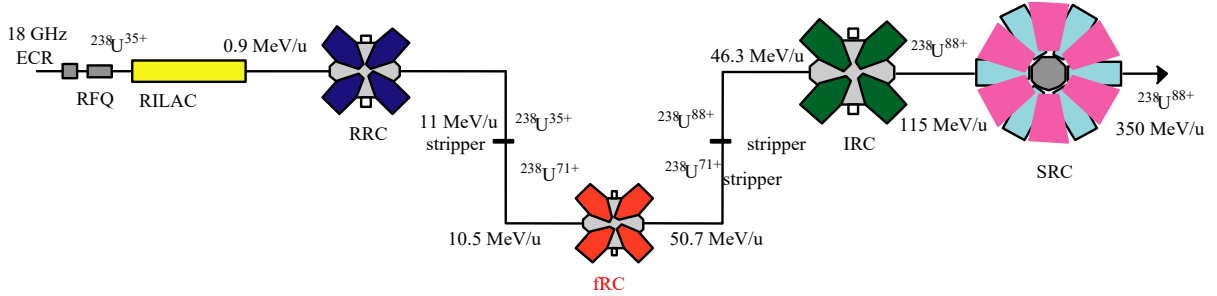 18 GHz
ECR
²³⁸U³⁵⁺
0.9 MeV/u
RFQ
RILAC
RRC
11 MeV/u
stripper
²³⁸U³⁵⁺
²³⁸U⁷¹⁺
10.5 MeV/u
fRC
50.7 MeV/u
²³⁸U⁸⁸⁺
stripper
²³⁸U⁷¹⁺
stripper
46.3 MeV/u
IRC
²³⁸U⁸⁸⁺
115 MeV/u
SRC
²³⁸U⁸⁸⁺
350 MeV/u